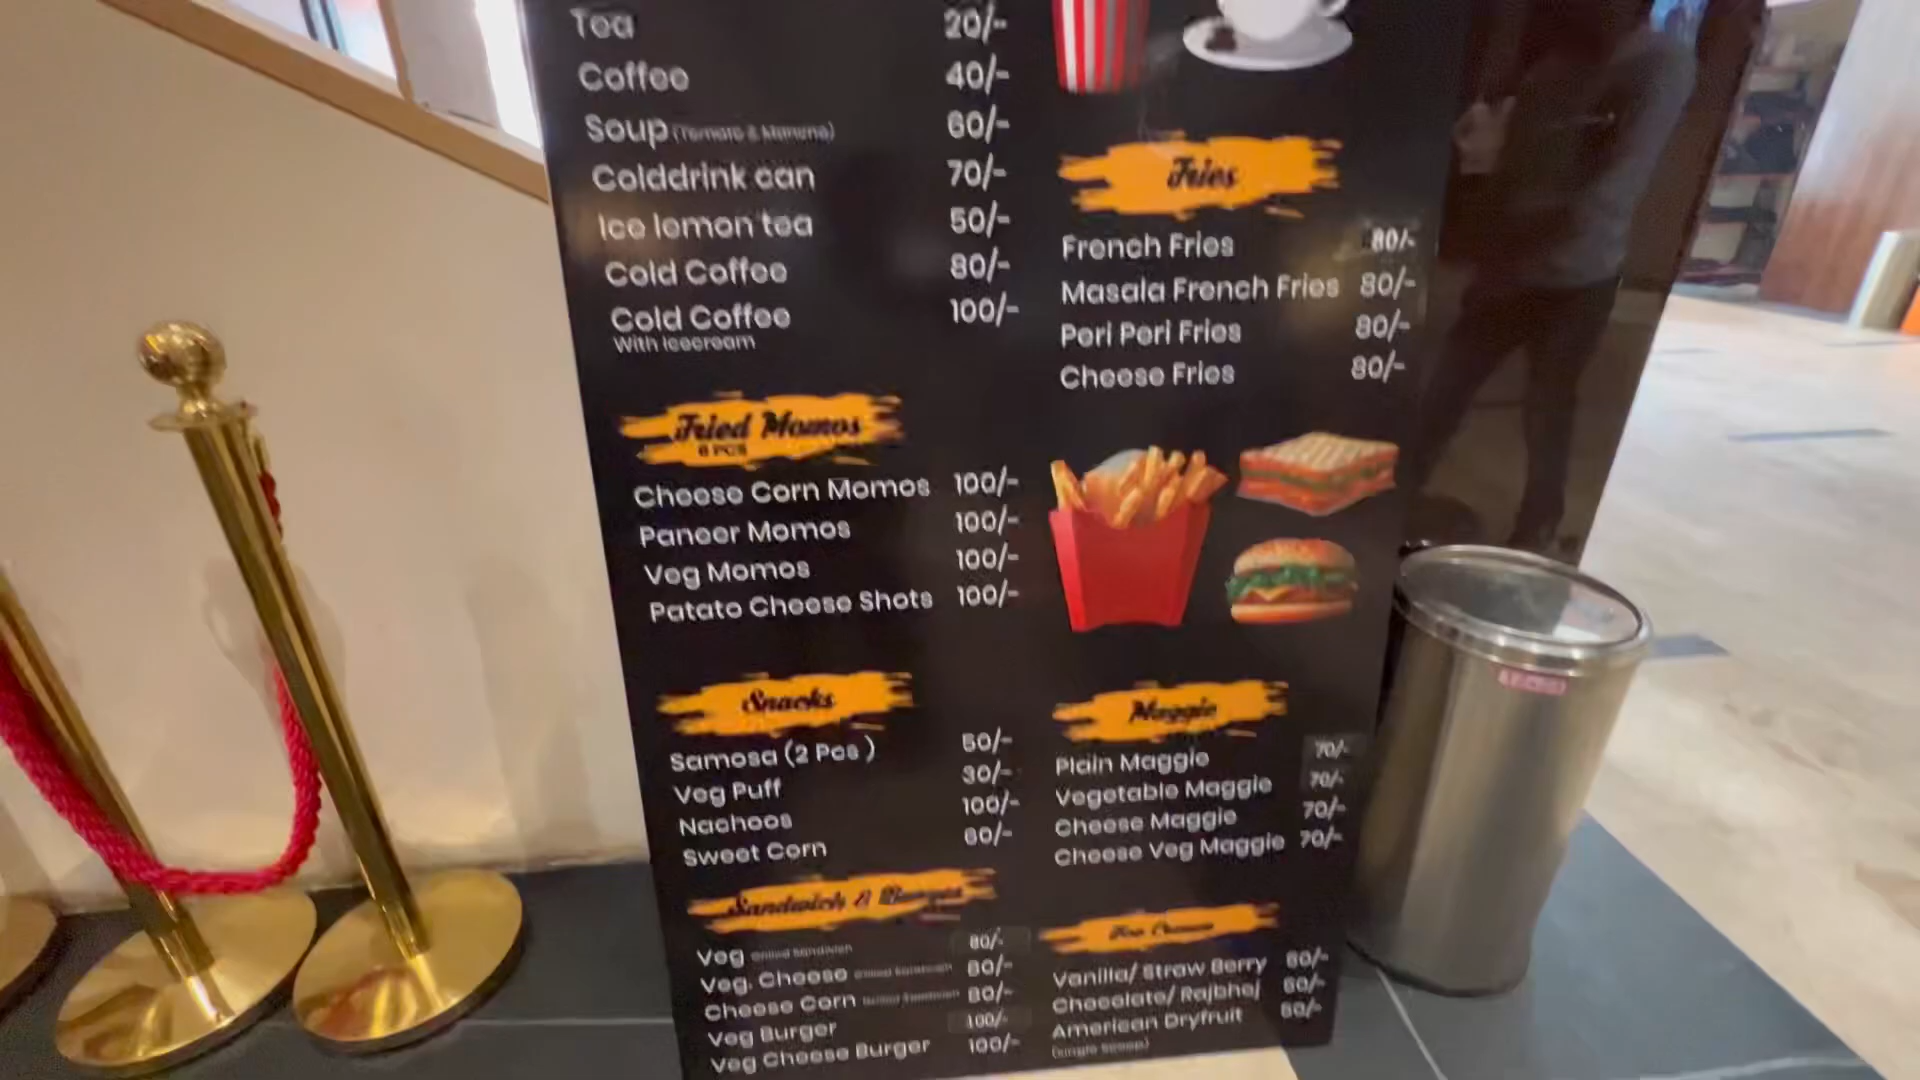 Tea 20/-
Coffee 40/-
Soup 60/-
Colddrink can 70/-
Ice lemon tea 50/-
Cold Coffee 80/-
Cold Coffee 100/-
With Icecream
Fried Momos
6 PCS
Cheese Corn Momos 100/-
Paneer Momos 100/-
Veg Momos 100/-
Patato Cheese Shots 100/-
Snacks
Samosa (2 Pcs ) 50/-
Veg Puff 30/-
Nachoos 100/-
Sweet Corn 60/-
Sandwich & Burger
Veg Grilled Sandwich 80/-
Veg. Cheese Grilled Sandwich 80/-
Cheese Corn Grilled Sandwich 80/-
Veg Burger 100/-
Veg Cheese Burger 100/-
Fries
French Fries 80/-
Masala French Fries 80/-
Peri Peri Fries 80/-
Cheese Fries 80/-
Maggie
Plain Maggie 70/-
Vegetable Maggie 70/-
Cheese Maggie 70/-
Cheese Veg Maggie 70/-
Ice Cream
Vanilla/ Straw Berry 60/-
Chocolate/ Rajbhoj 60/-
American Dryfruit 60/-
(single scoop)